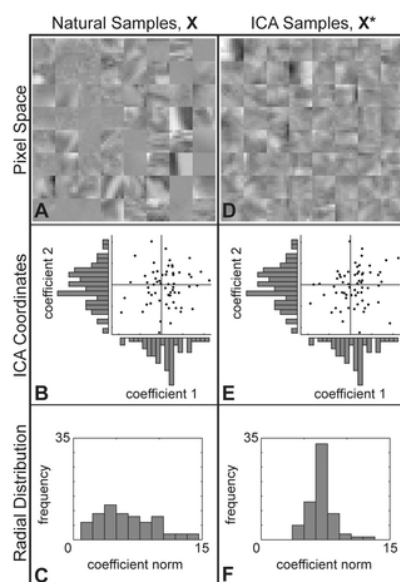 Natural Samples, X
ICA Samples, X*
Pixel Space
A
D
ICA Coordinates
coefficient 2
coefficient 1
B
coefficient 2
coefficient 1
E
Radial Distribution
35
frequency
0
15
coefficient norm
C
35
frequency
0
15
coefficient norm
F